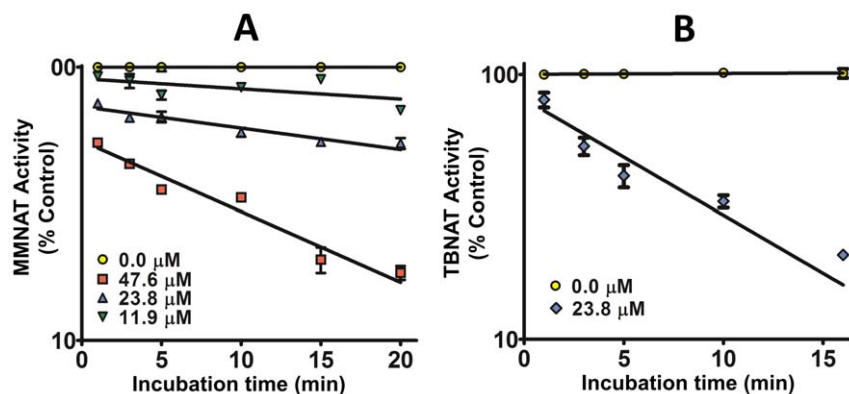 A
B
00
10
MMNAT Activity
(% Control)
0.0 µM
47.6 µM
23.8 µM
11.9 µM
0
5
10
15
20
Incubation time (min)
100
10
TBNAT Activity
(% Control)
0.0 µM
23.8 µM
0
5
10
15
Incubation time (min)